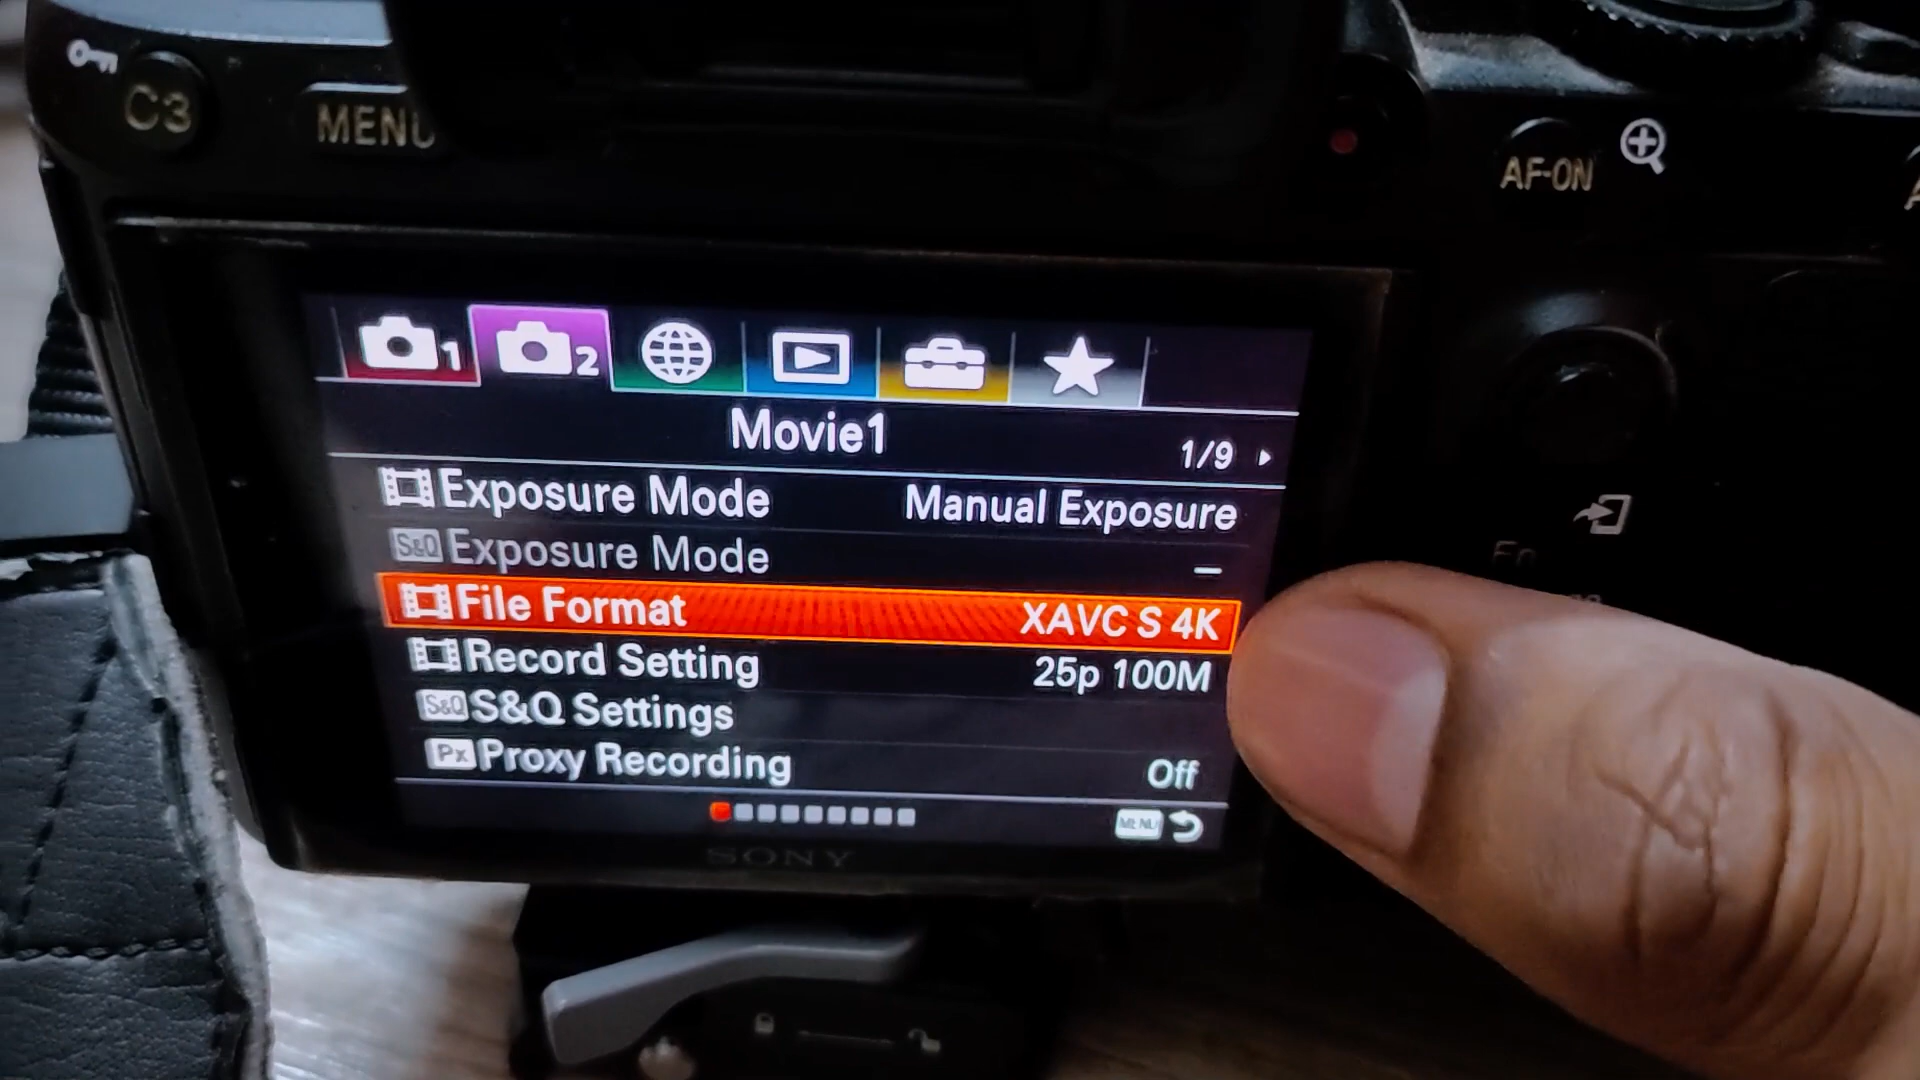 C3 MENU
AF-ON
1 2
Movie1
1/9
Exposure Mode Manual Exposure
S&Q Exposure Mode –
File Format XAVC S 4K
Record Setting 25p 100M
S&Q S&Q Settings
Px Proxy Recording Off
MENU
SONY
Fn